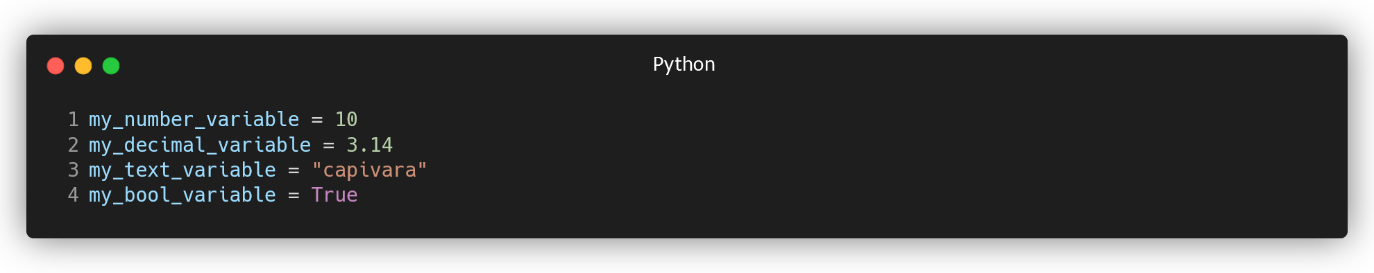 Python
1 my_number_variable = 10
2 my_decimal_variable = 3.14
3 my_text_variable = "capivara"
4 my_bool_variable = True